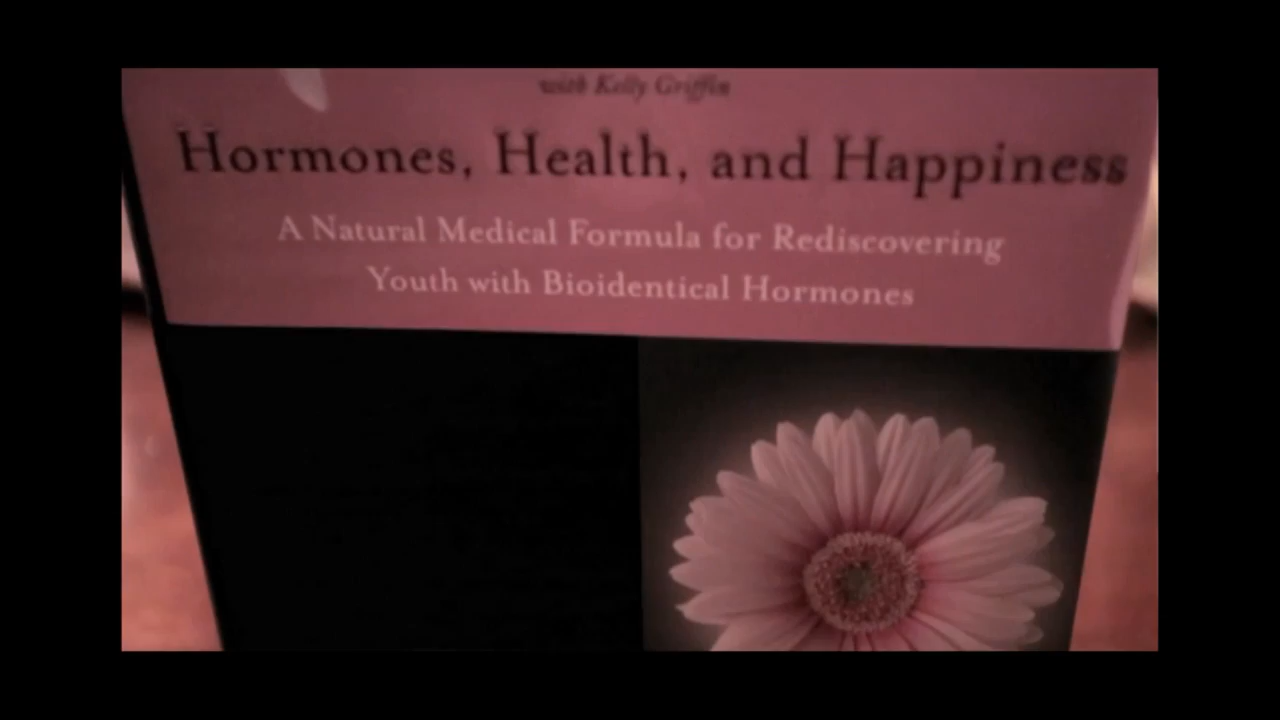 with Kelly Griffin
Hormones, Health, and Happiness
A Natural Medical Formula for Rediscovering
Youth with Bioidentical Hormones